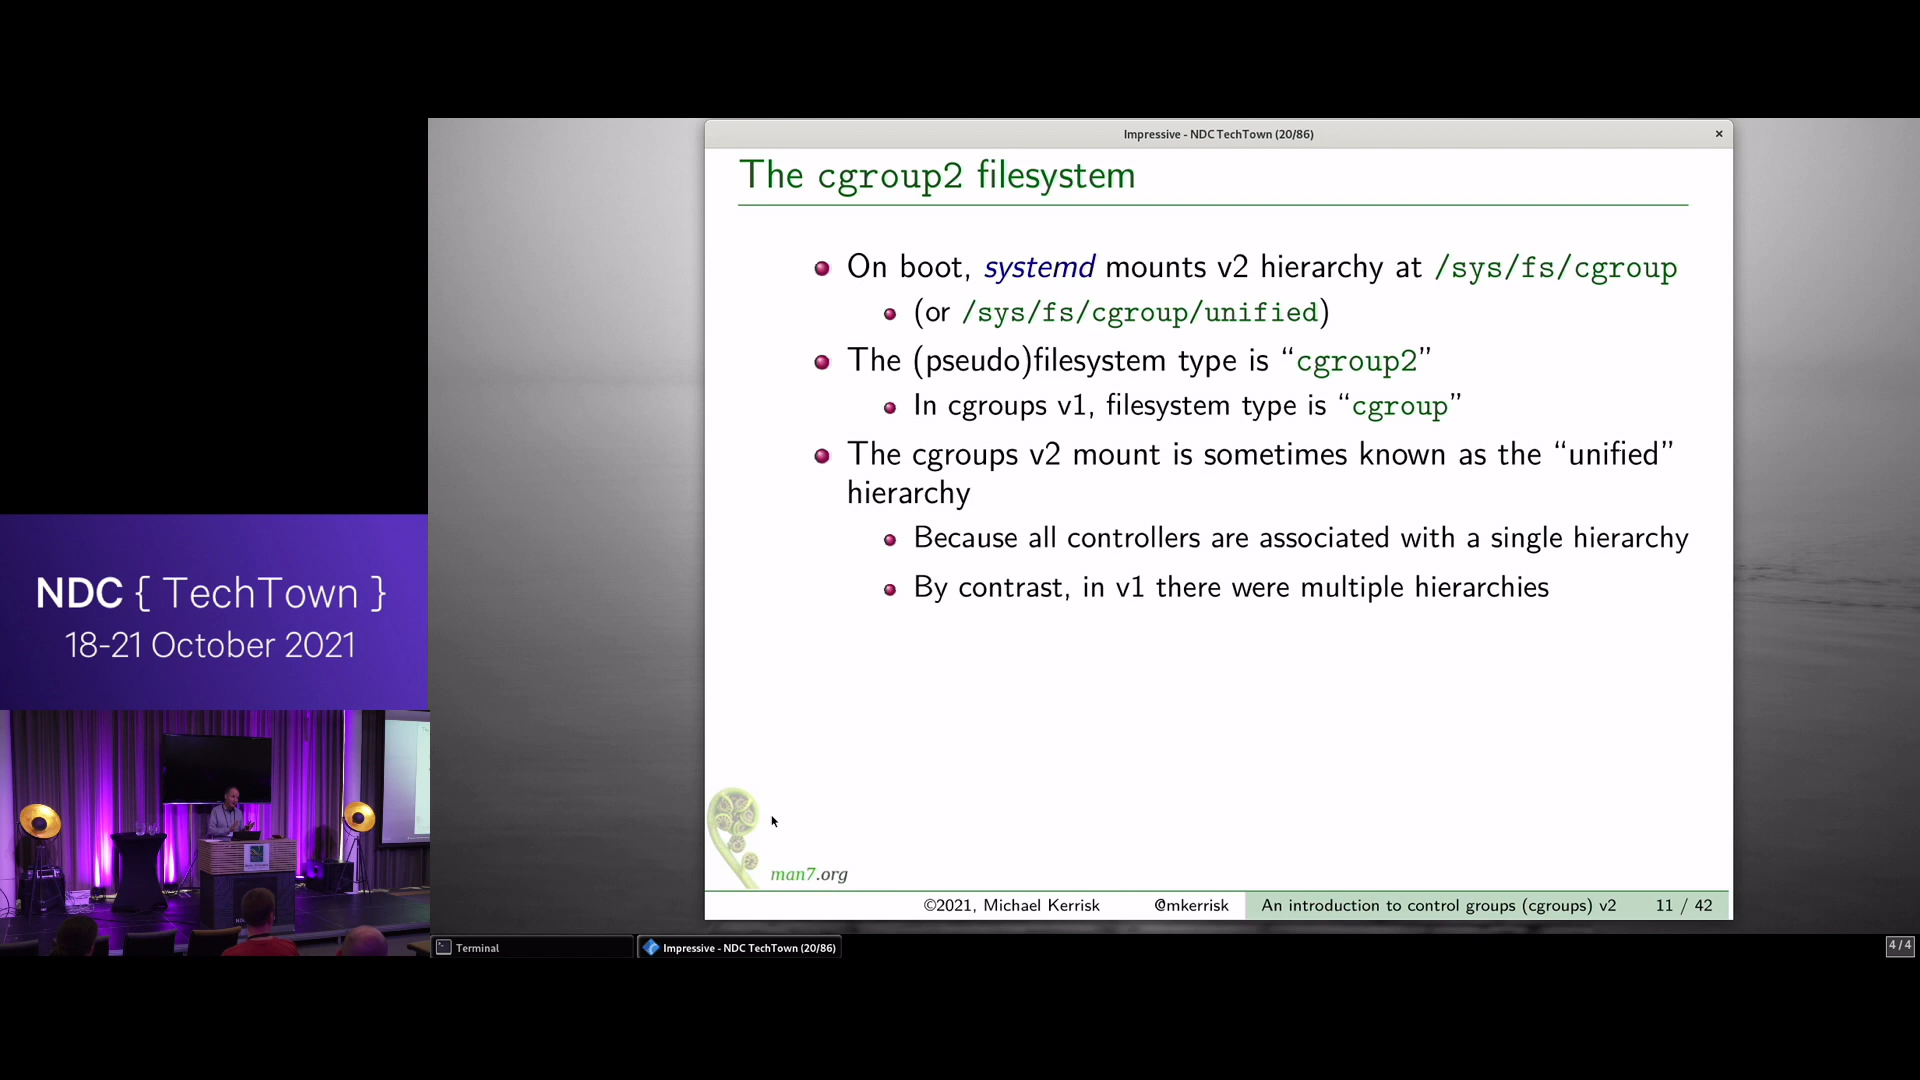 Impressive - NDC TechTown (20/86)
The cgroup2 filesystem
On boot, systemd mounts v2 hierarchy at /sys/fs/cgroup
(or /sys/fs/cgroup/unified)
The (pseudo)filesystem type is “cgroup2”
In cgroups v1, filesystem type is “cgroup”
The cgroups v2 mount is sometimes known as the “unified”
hierarchy
Because all controllers are associated with a single hierarchy
By contrast, in v1 there were multiple hierarchies
man7.org
©2021, Michael Kerrisk @mkerrisk An introduction to control groups (cgroups) v2 11 / 42
Terminal
Impressive - NDC TechTown (20/86)
4/4
NDC { TechTown }
18-21 October 2021